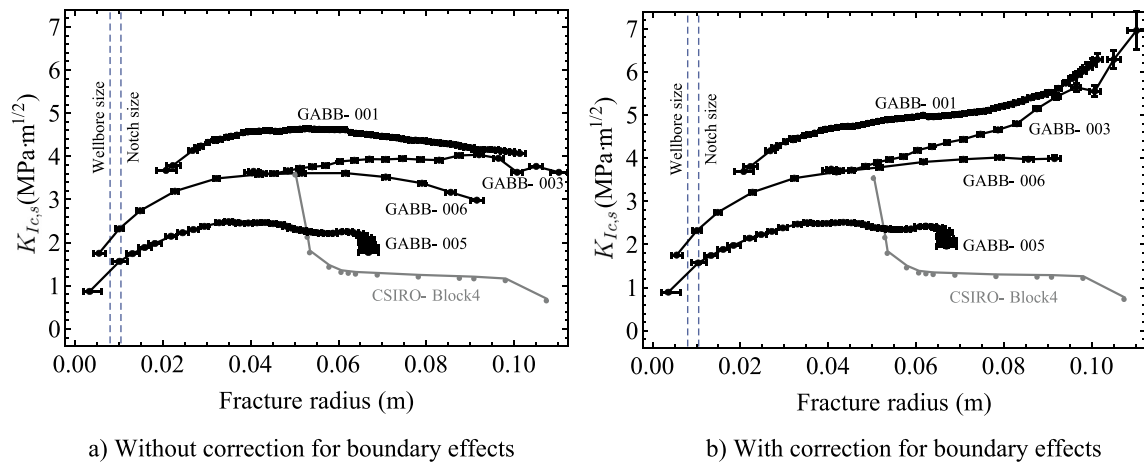 7
6
5
4
3
2
1
0
K_{Ic,s} (MPa·m^{1/2})
Wellbore size
Notch size
GABB- 001
GABB- 003
GABB- 006
GABB- 005
CSIRO- Block4
0.00 0.02 0.04 0.06 0.08 0.10
Fracture radius (m)
a) Without correction for boundary effects
7
6
5
4
3
2
1
0
K_{Ic,s} (MPa·m^{1/2})
Wellbore size
Notch size
GABB- 001
GABB- 003
GABB- 006
GABB- 005
CSIRO- Block4
0.00 0.02 0.04 0.06 0.08 0.10
Fracture radius (m)
b) With correction for boundary effects